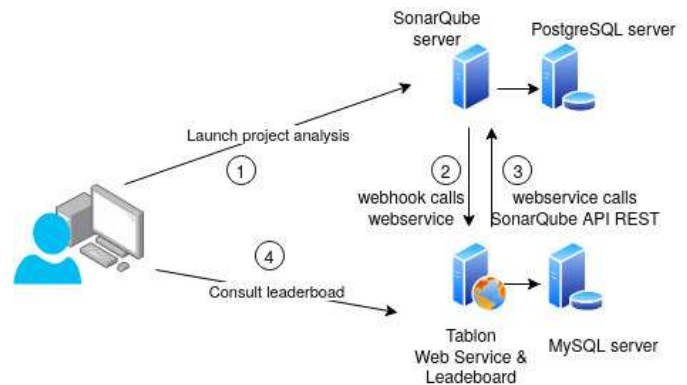 SonarQube
server
PostgreSQL server
Launch project analysis
1
2
3
webhook calls
webservice
webservice calls
SonarQube API REST
4
Consult leaderboad
Tablon
Web Service &
Leadeboard
MySQL server